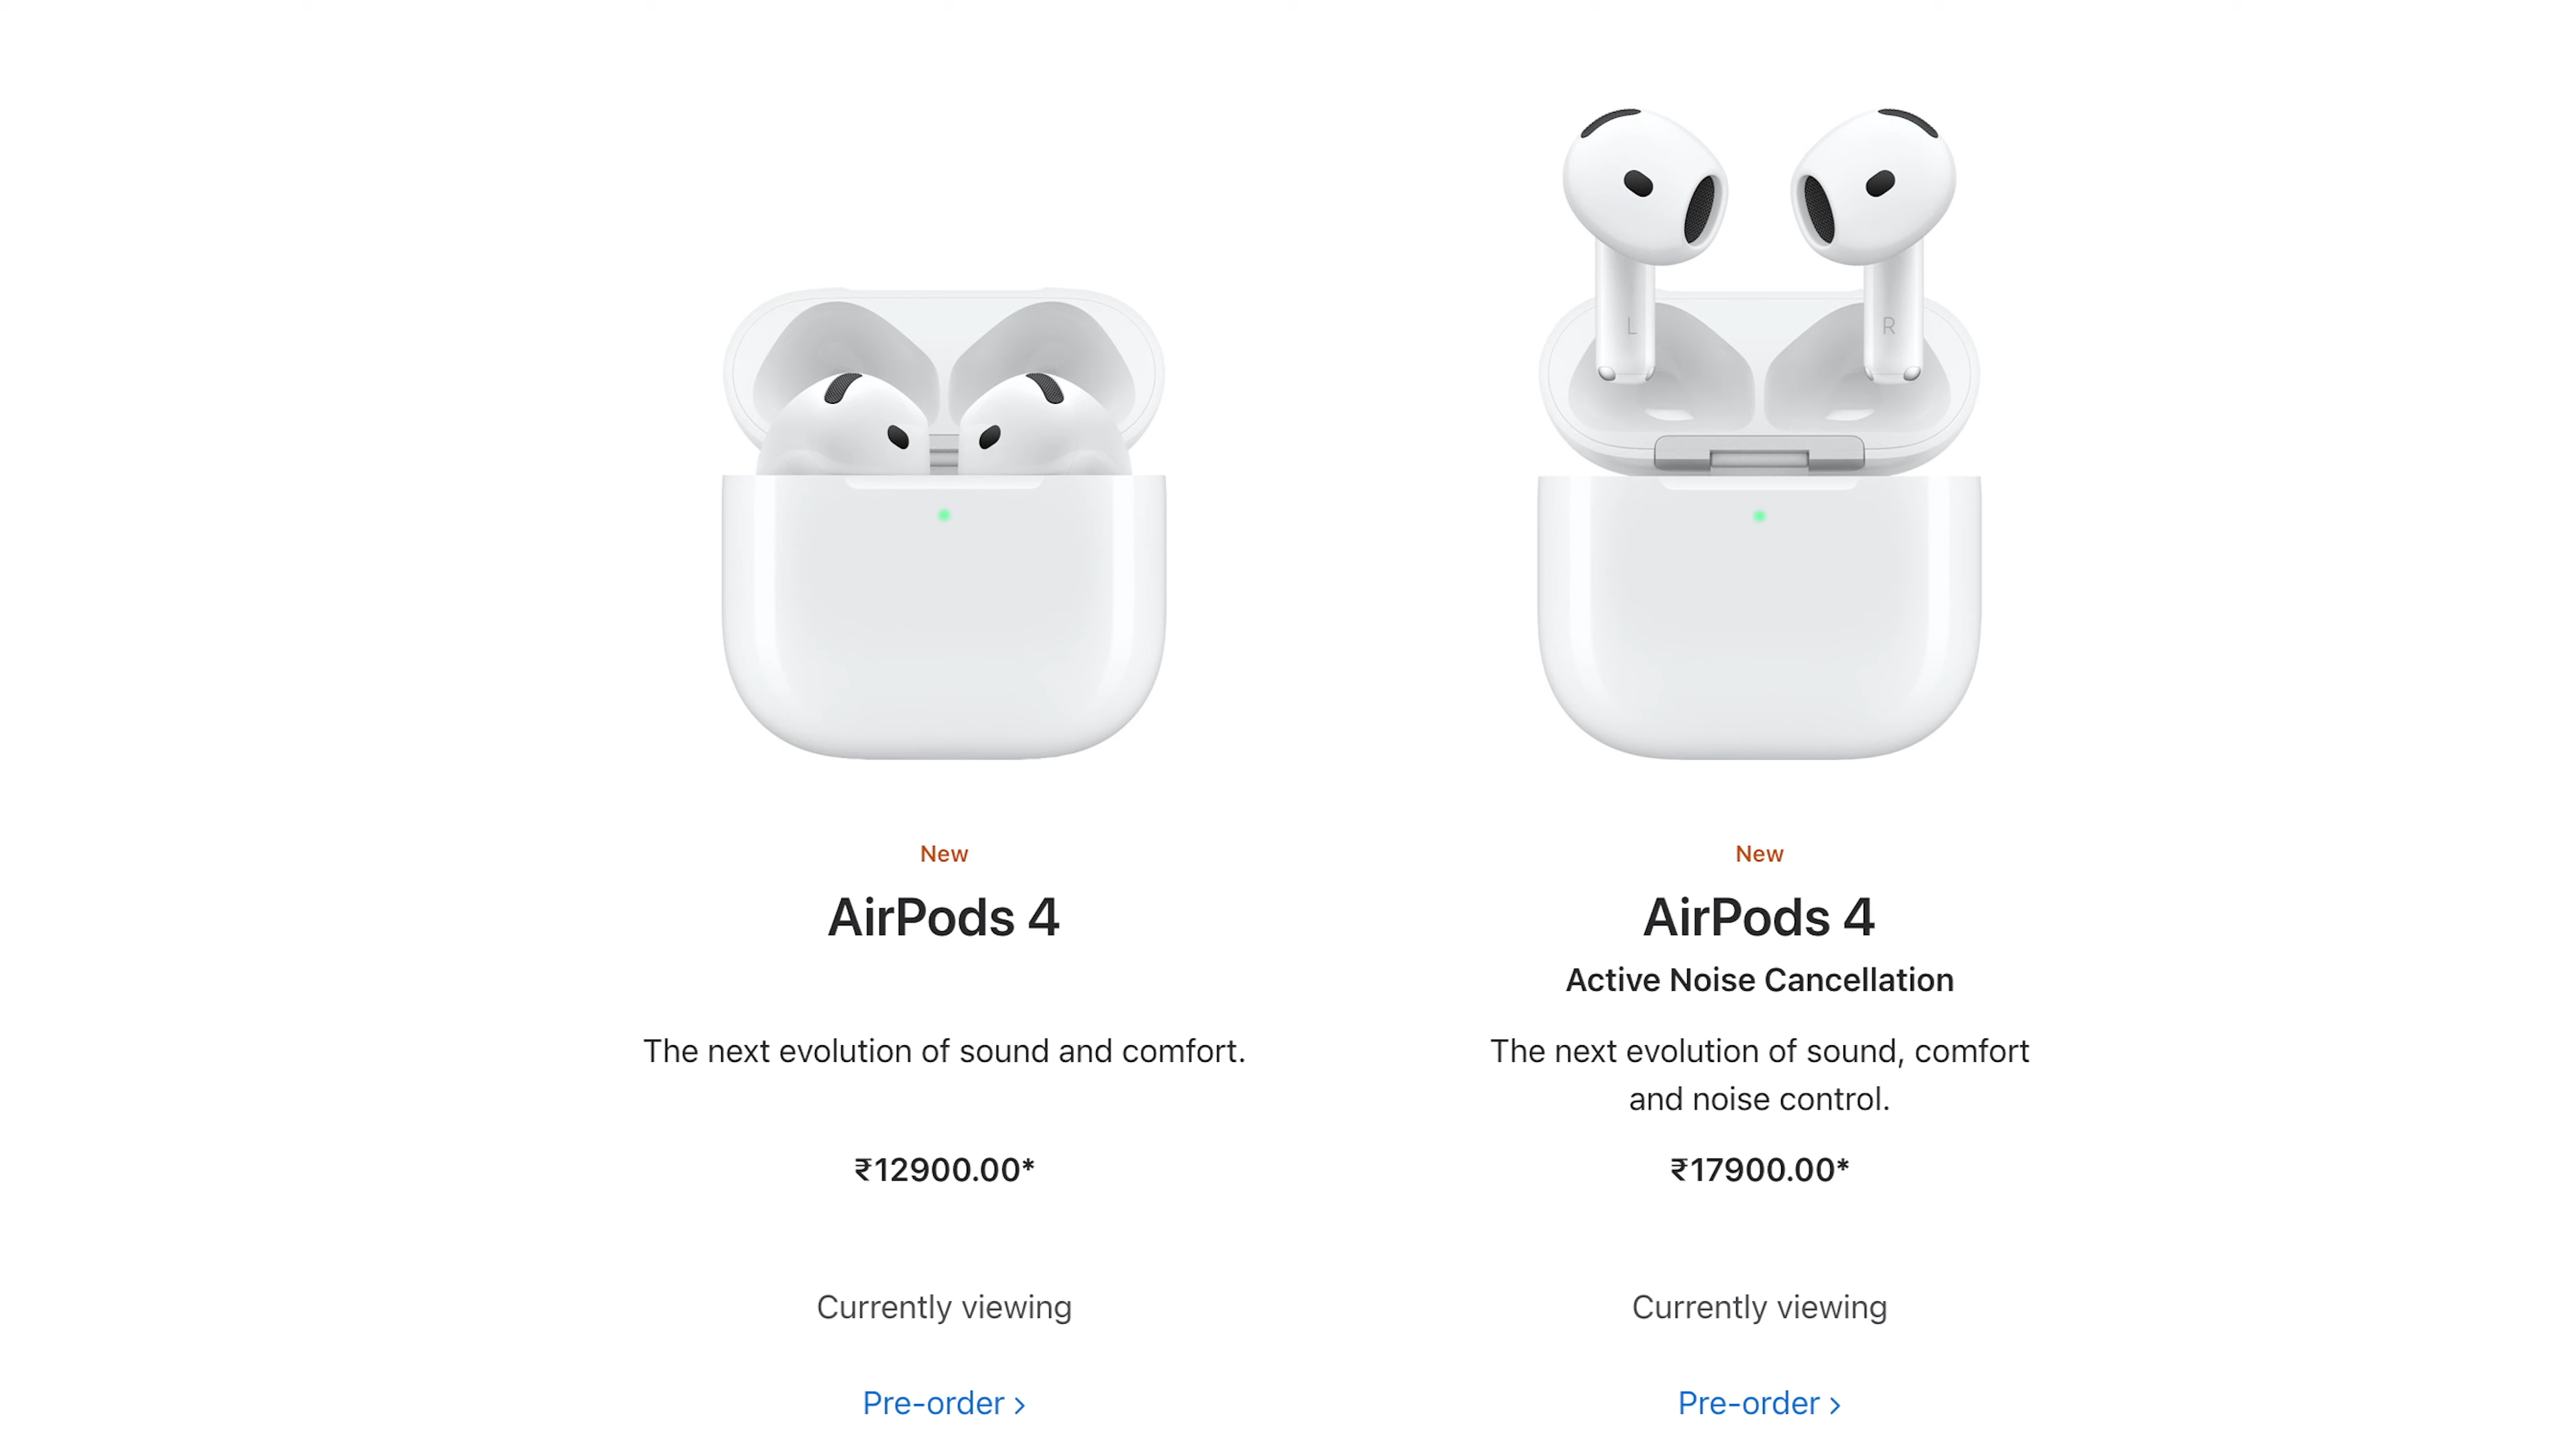 L
R
New
AirPods 4
The next evolution of sound and comfort.
₹12900.00*
Currently viewing
Pre-order >
New
AirPods 4
Active Noise Cancellation
The next evolution of sound, comfort
and noise control.
₹17900.00*
Currently viewing
Pre-order >